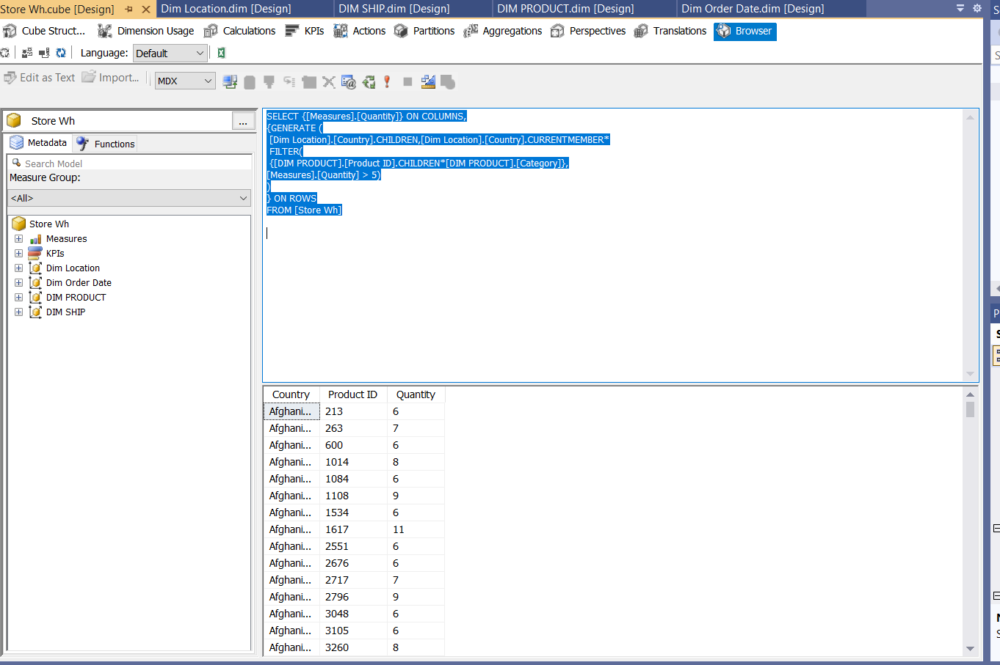 Store Wh.cube [Design]
Dim Location.dim [Design]
DIM SHIP.dim [Design]
DIM PRODUCT.dim [Design]
Dim Order Date.dim [Design]
Cube Struct...
Dimension Usage
Calculations
KPIs
Actions
Partitions
Aggregations
Perspectives
Translations
Browser
Language:
Default
Edit as Text
Import...
MDX
Store Wh
...
Metadata
Functions
Search Model
Measure Group:
<All>
Store Wh
Measures
KPIs
Dim Location
Dim Order Date
DIM PRODUCT
DIM SHIP
SELECT {[Measures].[Quantity]} ON COLUMNS,
{GENERATE (
[Dim Location].[Country].CHILDREN,[Dim Location].[Country].CURRENTMEMBER*
FILTER(
{[DIM PRODUCT].[Product ID].CHILDREN*[DIM PRODUCT].[Category]},
[Measures].[Quantity] > 5)
)
} ON ROWS
FROM [Store Wh]
Country Product ID Quantity
Afghani... 213 6
Afghani... 263 7
Afghani... 600 6
Afghani... 1014 8
Afghani... 1084 6
Afghani... 1108 9
Afghani... 1534 6
Afghani... 1617 11
Afghani... 2551 6
Afghani... 2676 6
Afghani... 2717 7
Afghani... 2796 9
Afghani... 3048 6
Afghani... 3105 6
Afghani... 3260 8